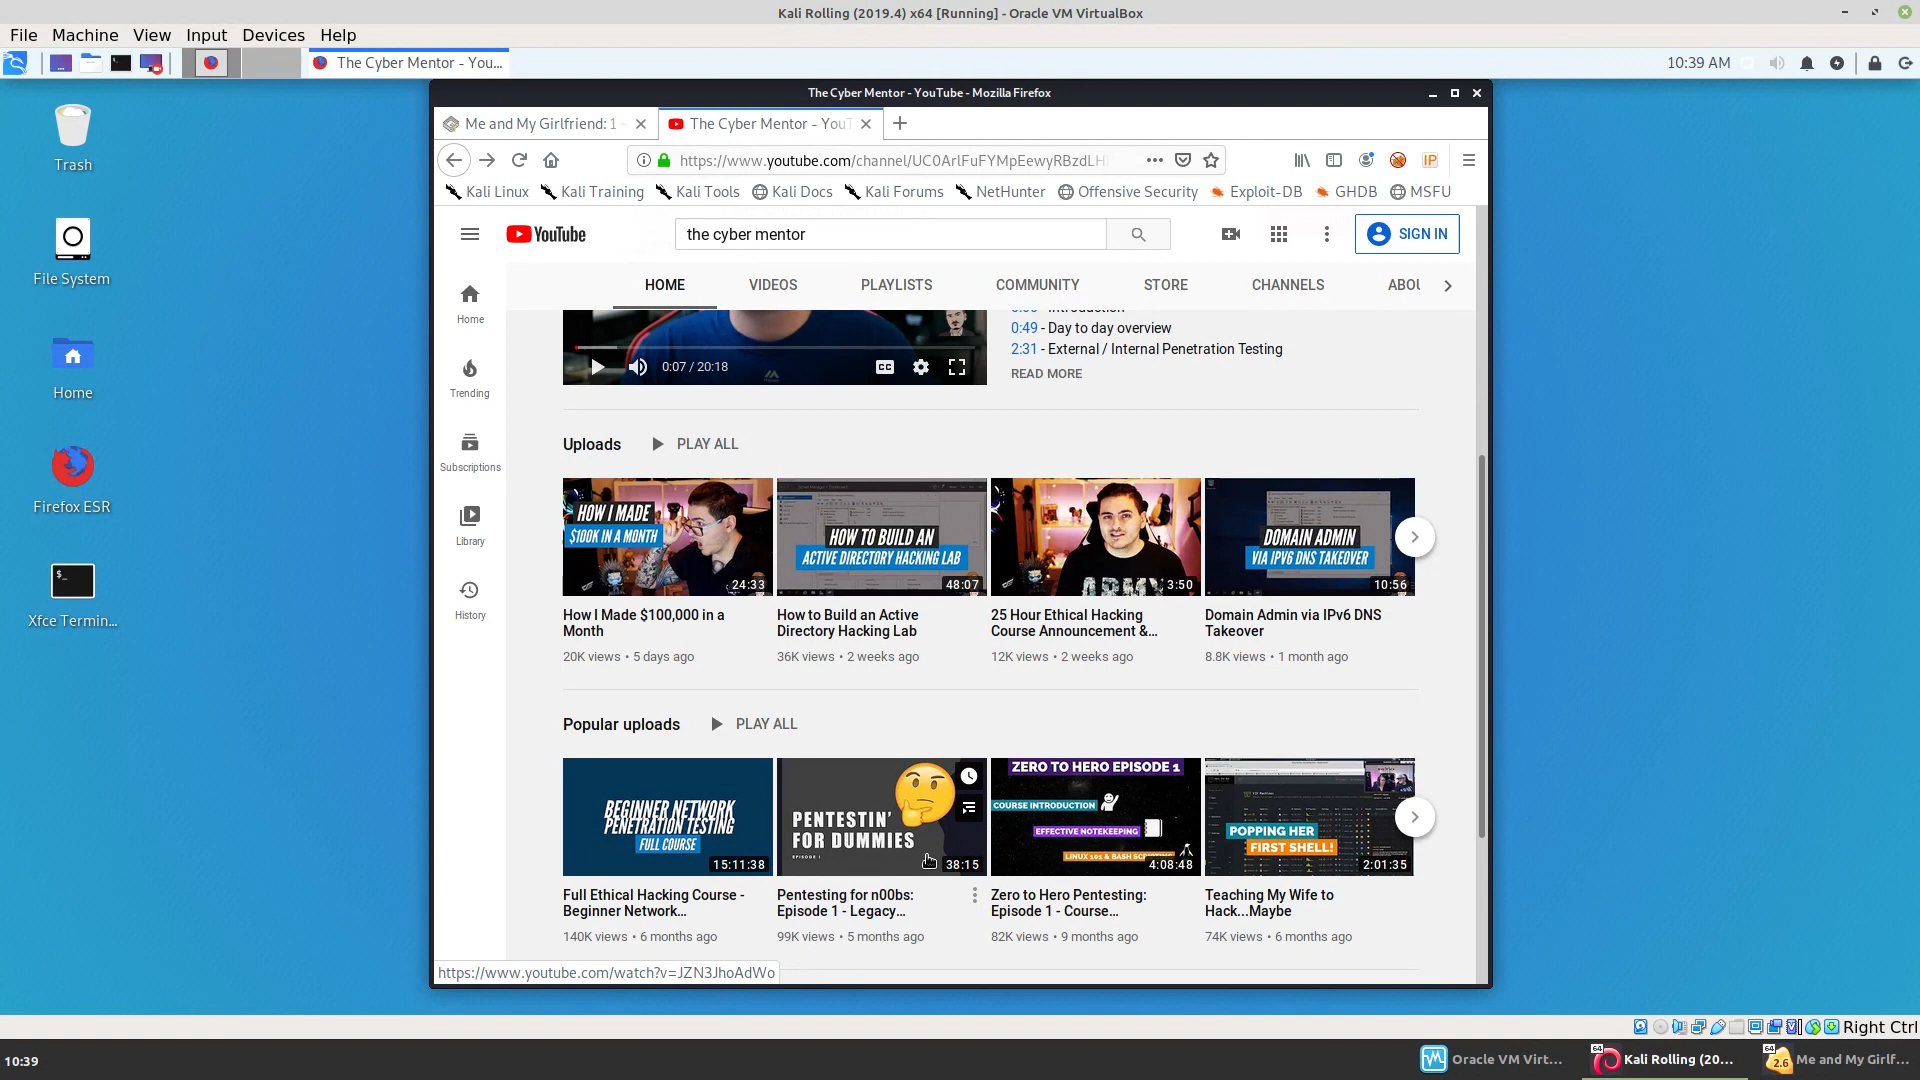 Kali Rolling (2019.4) x64 [Running] - Oracle VM VirtualBox
File Machine View Input Devices Help
The Cyber Mentor - You...
10:39 AM
Trash
File System
Home
Firefox ESR
Xfce Termin...
The Cyber Mentor - YouTube - Mozilla Firefox
Me and My Girlfriend: 1
The Cyber Mentor - YouT
https://www.youtube.com/channel/UC0ArlFuFYMpEewyRBzdLH
IP
Kali Linux Kali Training Kali Tools Kali Docs Kali Forums NetHunter Offensive Security Exploit-DB GHDB MSFU
YouTube
the cyber mentor
SIGN IN
HOME VIDEOS PLAYLISTS COMMUNITY STORE CHANNELS ABOU
Home
Trending
Subscriptions
Library
History
0:07 / 20:18
CC
0:49 - Day to day overview
2:31 - External / Internal Penetration Testing
READ MORE
Uploads PLAY ALL
HOW I MADE
$100K IN A MONTH
24:33
How I Made $100,000 in a
Month
20K views • 5 days ago
HOW TO BUILD AN
ACTIVE DIRECTORY HACKING LAB
48:07
How to Build an Active
Directory Hacking Lab
36K views • 2 weeks ago
ARMY
3:50
25 Hour Ethical Hacking
Course Announcement &...
12K views • 2 weeks ago
DOMAIN ADMIN
VIA IPV6 DNS TAKEOVER
10:56
Domain Admin via IPv6 DNS
Takeover
8.8K views • 1 month ago
Popular uploads PLAY ALL
BEGINNER NETWORK
PENETRATION TESTING
FULL COURSE
15:11:38
Full Ethical Hacking Course -
Beginner Network...
140K views • 6 months ago
PENTESTIN'
FOR DUMMIES
EPISODE 1
38:15
Pentesting for n00bs:
Episode 1 - Legacy...
99K views • 5 months ago
ZERO TO HERO EPISODE 1
COURSE INTRODUCTION
EFFECTIVE NOTEKEEPING
LINUX 101 & BASH SCRIPTING
4:08:48
Zero to Hero Pentesting:
Episode 1 - Course...
82K views • 9 months ago
POPPING HER
FIRST SHELL!
2:01:35
Teaching My Wife to
Hack...Maybe
74K views • 6 months ago
https://www.youtube.com/watch?v=JZN3JhoAdWo
Right Ctrl
10:39
Oracle VM Virt...
64
Kali Rolling (20...
64
2.6
Me and My Girlf...